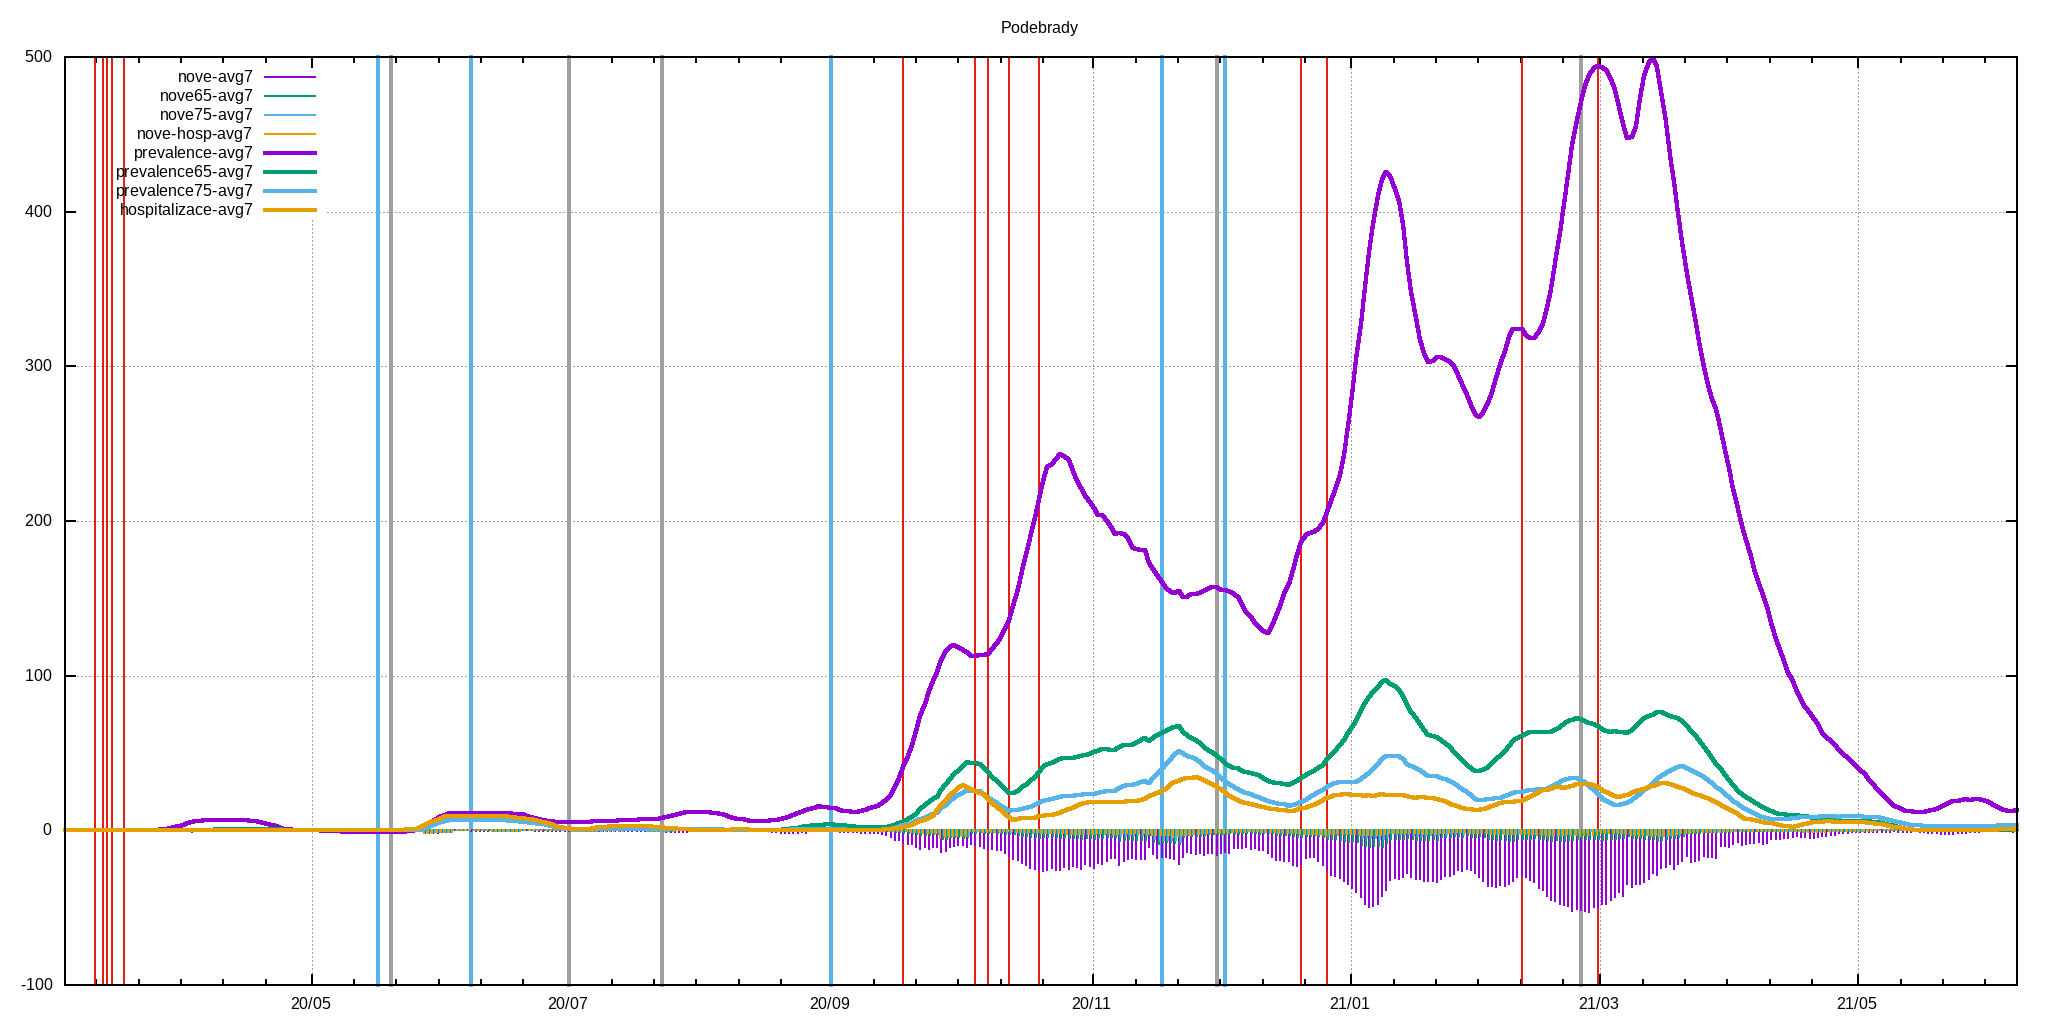 Podebrady
500
400
300
200
100
0
-100
nove-avg7
nove65-avg7
nove75-avg7
nove-hosp-avg7
prevalence-avg7
prevalence65-avg7
prevalence75-avg7
hospitalizace-avg7
20/05 20/07 20/09 20/11 21/01 21/03 21/05